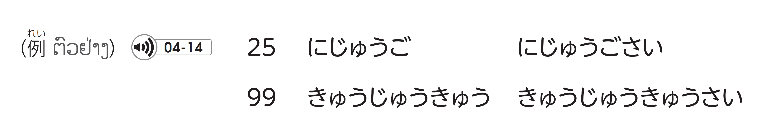 (例れい ຕົວຢ່າງ) 04-14 25 にじゅうご にじゅうごさい
99 きゅうじゅうきゅう きゅうじゅうきゅうさい